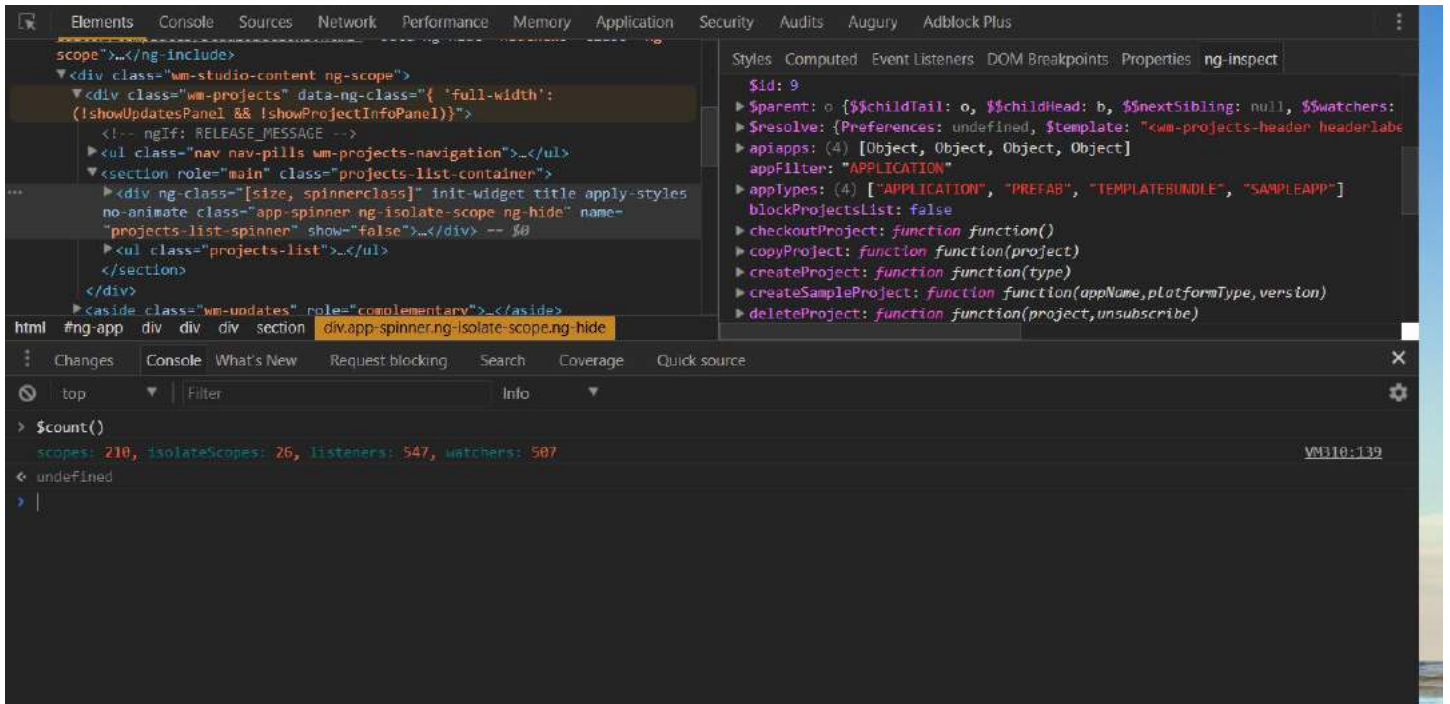 Elements Console Sources Network Performance Memory Application Security Audits Augury Adblock Plus
scope">…</ng-include>
▼<div class="wm-studio-content ng-scope">
▼<div class="wm-projects" data-ng-class="{ 'full-width':
(!showUpdatesPanel && !showProjectInfoPanel)}">
<!-- ngIf: RELEASE_MESSAGE -->
▶<ul class="nav nav-pills wm-projects-navigation">…</ul>
▼<section role="main" class="projects-list-container">
▶<div ng-class="[size, spinnerclass]" init-widget title apply-styles
no-animate class="app-spinner ng-isolate-scope ng-hide" name=
"projects-list-spinner" show="false">…</div> == $0
▶<ul class="projects-list">…</ul>
</section>
</div>
▶<aside class="wm-updates" role="complementary">…</aside>
html #ng-app div div div section div.app-spinner.ng-isolate-scope.ng-hide
Styles Computed Event Listeners DOM Breakpoints Properties ng-inspect
$id: 9
▶ $parent: o {$$childTail: o, $$childHead: b, $$nextSibling: null, $$watchers:
▶ $resolve: {Preferences: undefined, $template: "<wm-projects-header headerlabe
▶ apiapps: (4) [Object, Object, Object, Object]
appFilter: "APPLICATION"
▶ appTypes: (4) ["APPLICATION", "PREFAB", "TEMPLATEBUNDLE", "SAMPLEAPP"]
blockProjectsList: false
▶ checkoutProject: function function()
▶ copyProject: function function(project)
▶ createProject: function function(type)
▶ createSampleProject: function function(appName,platformType,version)
▶ deleteProject: function function(project,unsubscribe)
Changes Console What's New Request blocking Search Coverage Quick source
top ▼ Filter Info ▼
> $count()
scopes: 210, isolateScopes: 26, listeners: 547, watchers: 507 VM310:139
undefined